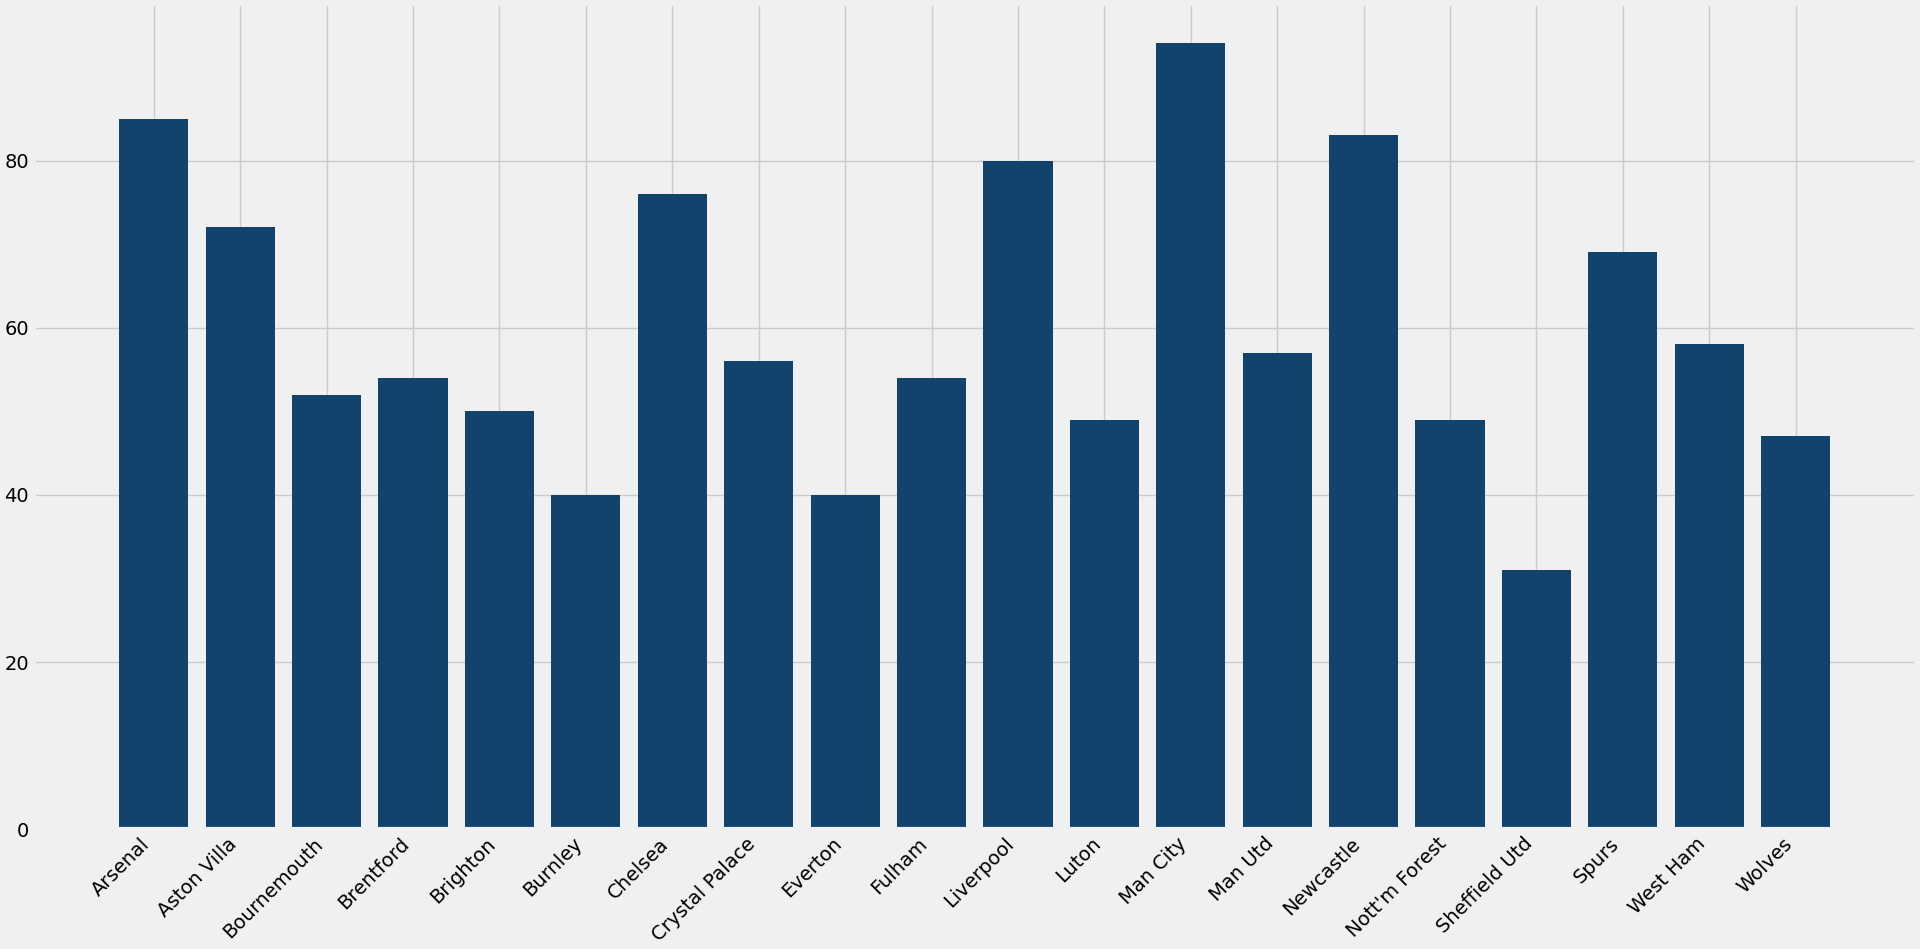 80
60
40
20
0
Arsenal
Aston Villa
Bournemouth
Brentford
Brighton
Burnley
Chelsea
Crystal Palace
Everton
Fulham
Liverpool
Luton
Man City
Man Utd
Newcastle
Nott'm Forest
Sheffield Utd
Spurs
West Ham
Wolves